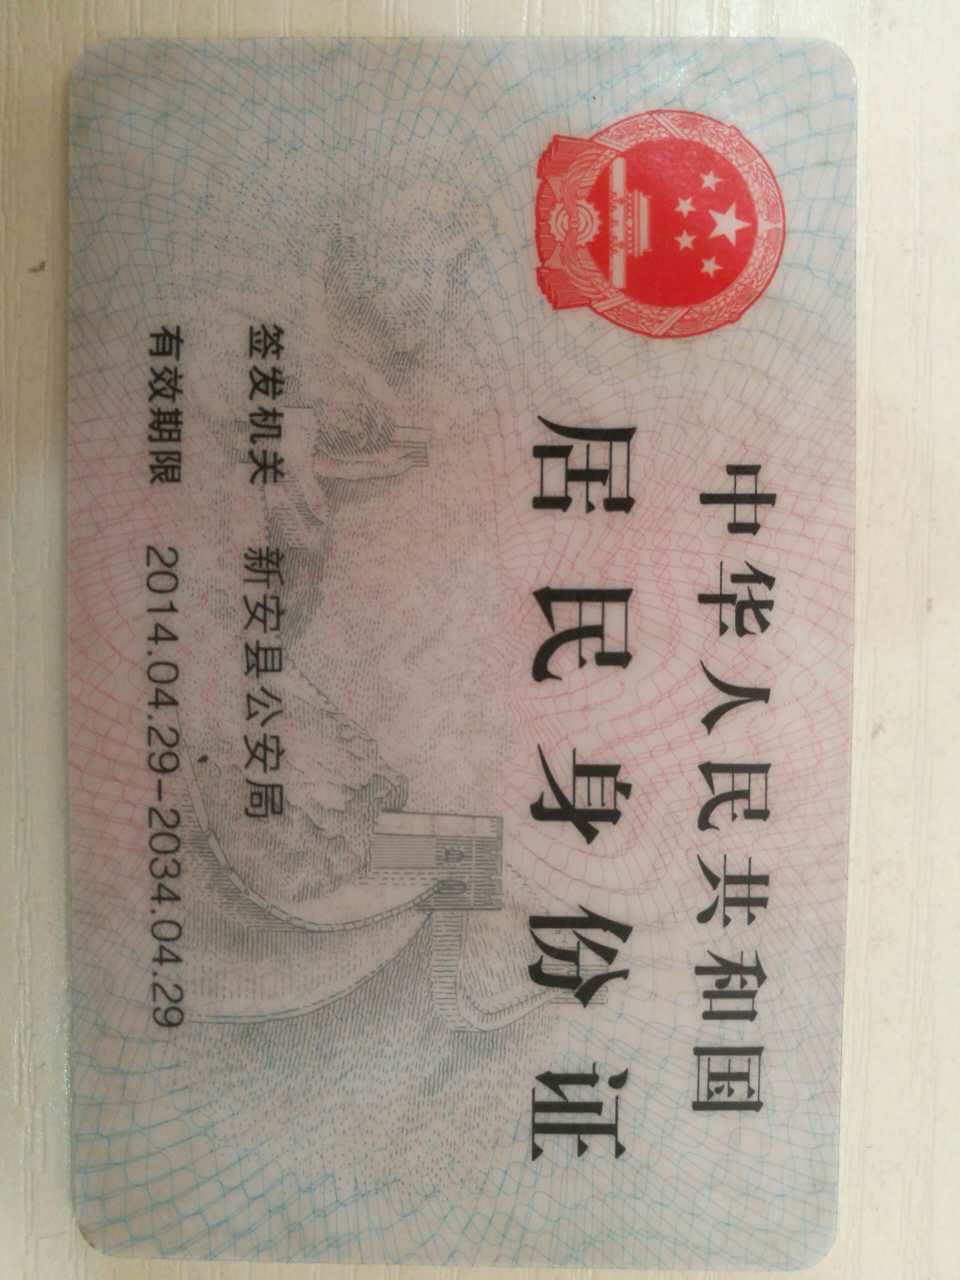 中华人民共和国
居民身份证
签发机关 新安县公安局
有效期限 2014.04.29-2034.04.29